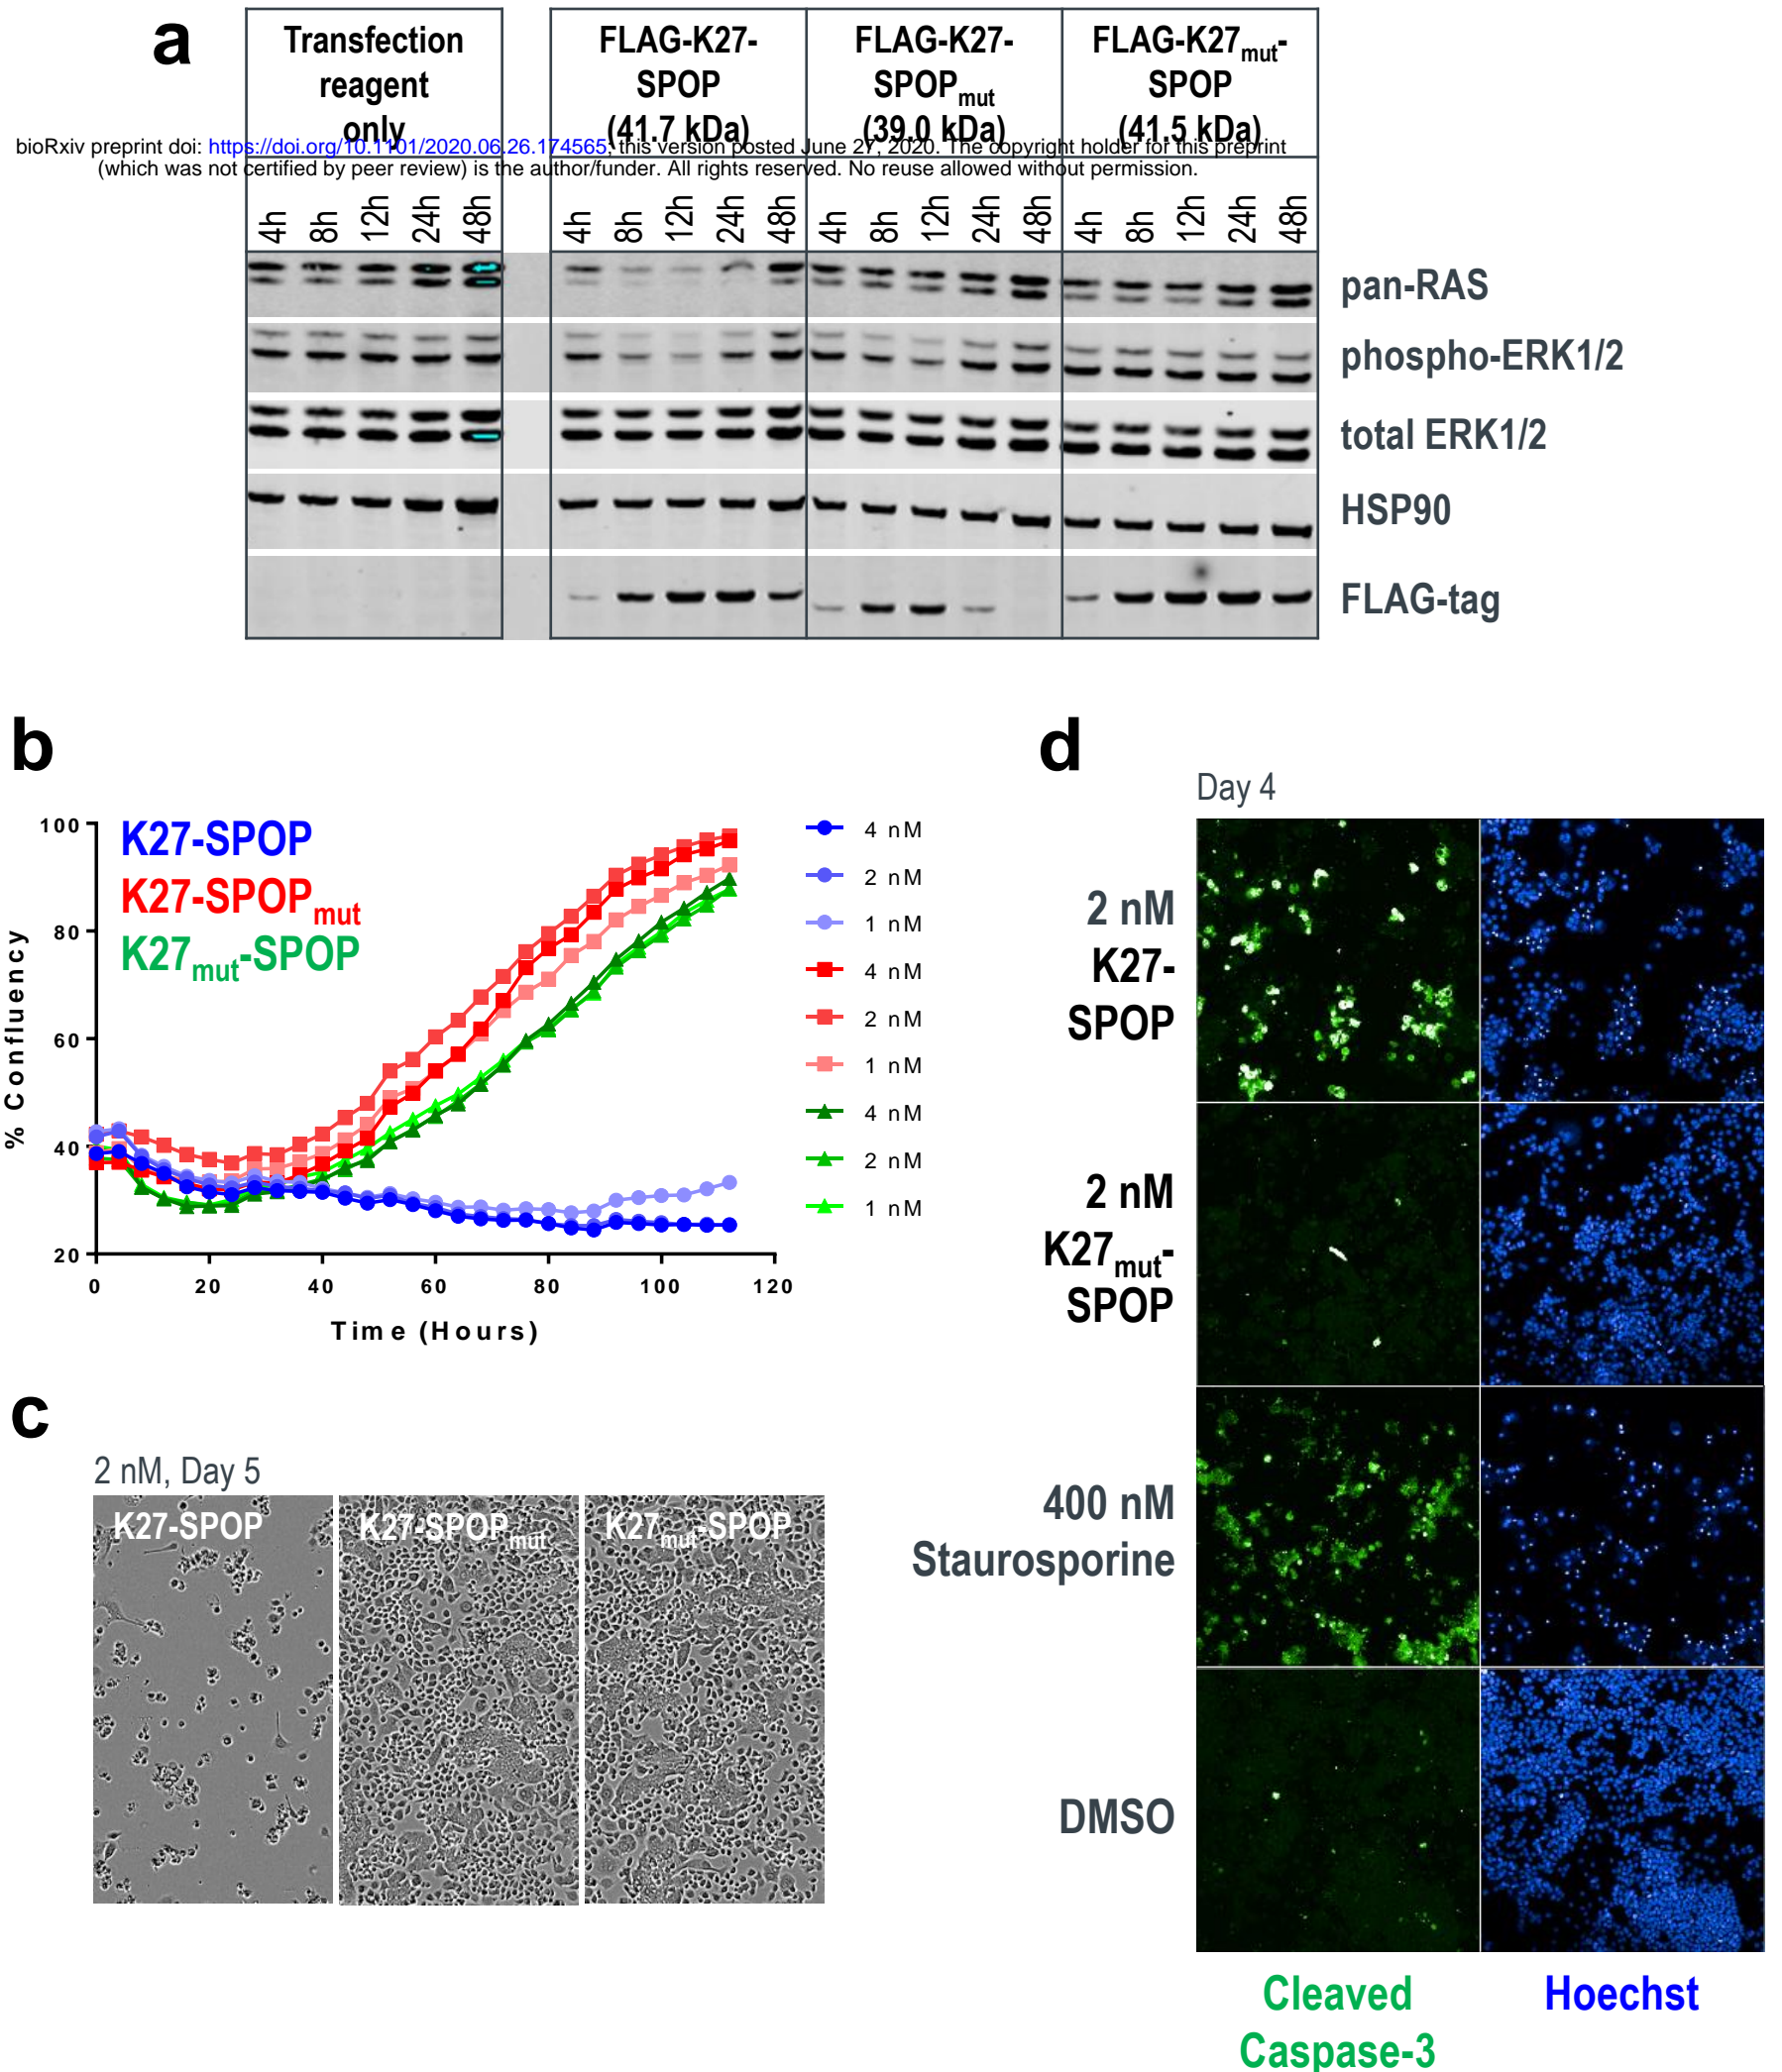 a
Transfection
reagent
only
FLAG-K27-
SPOP
(41.7 kDa)
FLAG-K27-
SPOPmut
(39.0 kDa)
FLAG-K27mut-
SPOP
(41.5 kDa)
bioRxiv preprint doi: https://doi.org/10.1101/2020.06.26.174565; this version posted June 27, 2020. The copyright holder for this preprint
(which was not certified by peer review) is the author/funder. All rights reserved. No reuse allowed without permission.
4h 8h 12h 24h 48h 4h 8h 12h 24h 48h 4h 8h 12h 24h 48h 4h 8h 12h 24h 48h
pan-RAS
phospho-ERK1/2
total ERK1/2
HSP90
FLAG-tag
b
K27-SPOP
K27-SPOPmut
K27mut-SPOP
% Confluency
100
80
60
40
20
0 20 40 60 80 100 120
Time (Hours)
4 nM
2 nM
1 nM
4 nM
2 nM
1 nM
4 nM
2 nM
1 nM
c
2 nM, Day 5
K27-SPOP
K27-SPOPmut
K27mut-SPOP
d
Day 4
2 nM
K27-
SPOP
2 nM
K27mut-
SPOP
400 nM
Staurosporine
DMSO
Cleaved
Caspase-3
Hoechst